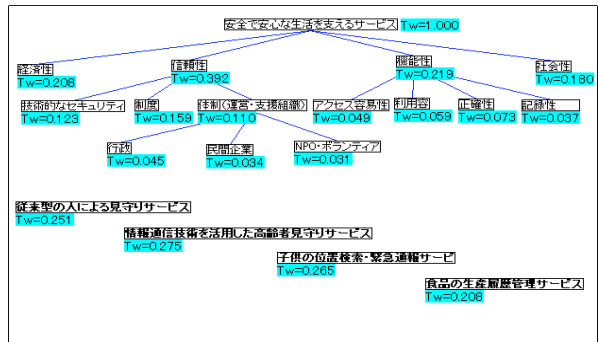 安全で安心な生活を支えるサービス Tw=1.000
経済性
Tw=0.208
信頼性
Tw=0.392
機能性
Tw=0.219
社会性
Tw=0.180
技術的なセキュリティ
Tw=0.123
制度
Tw=0.159
体制(運営・支援組織)
Tw=0.110
アクセス容易性
Tw=0.049
利用容
Tw=0.059
正確性
Tw=0.073
記録性
Tw=0.037
行政
Tw=0.045
民間企業
Tw=0.034
NPO・ボランティア
Tw=0.031
従来型の人による見守りサービス
Tw=0.251
情報通信技術を活用した高齢者見守りサービス
Tw=0.275
子供の位置検索・緊急通報サービ
Tw=0.265
食品の生産履歴管理サービス
Tw=0.208